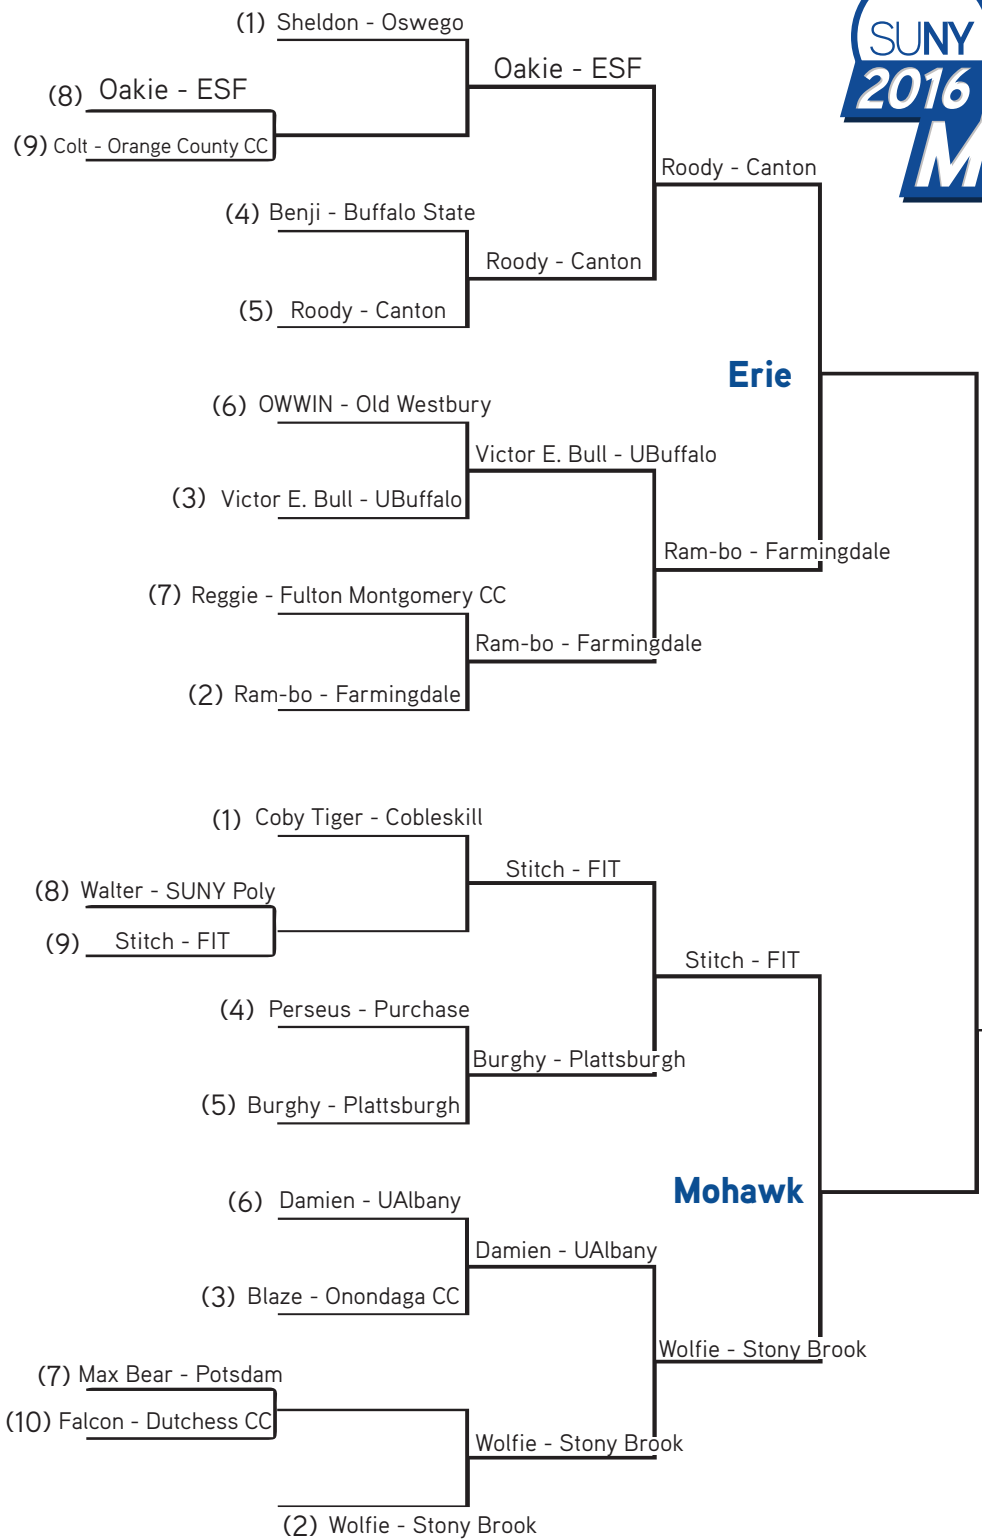 (1) Sheldon - Oswego
SUNY
2016
M
Oakie - ESF
(8) Oakie - ESF
(9) Colt - Orange County CC
Roody - Canton
(4) Benji - Buffalo State
Roody - Canton
(5) Roody - Canton
Erie
(6) OWWIN - Old Westbury
Victor E. Bull - UBuffalo
(3) Victor E. Bull - UBuffalo
Ram-bo - Farmingdale
(7) Reggie - Fulton Montgomery CC
Ram-bo - Farmingdale
(2) Ram-bo - Farmingdale
(1) Coby Tiger - Cobleskill
Stitch - FIT
(8) Walter - SUNY Poly
(9) Stitch - FIT
Stitch - FIT
(4) Perseus - Purchase
Burghy - Plattsburgh
(5) Burghy - Plattsburgh
Mohawk
(6) Damien - UAlbany
Damien - UAlbany
(3) Blaze - Onondaga CC
Wolfie - Stony Brook
(7) Max Bear - Potsdam
(10) Falcon - Dutchess CC
Wolfie - Stony Brook
(2) Wolfie - Stony Brook